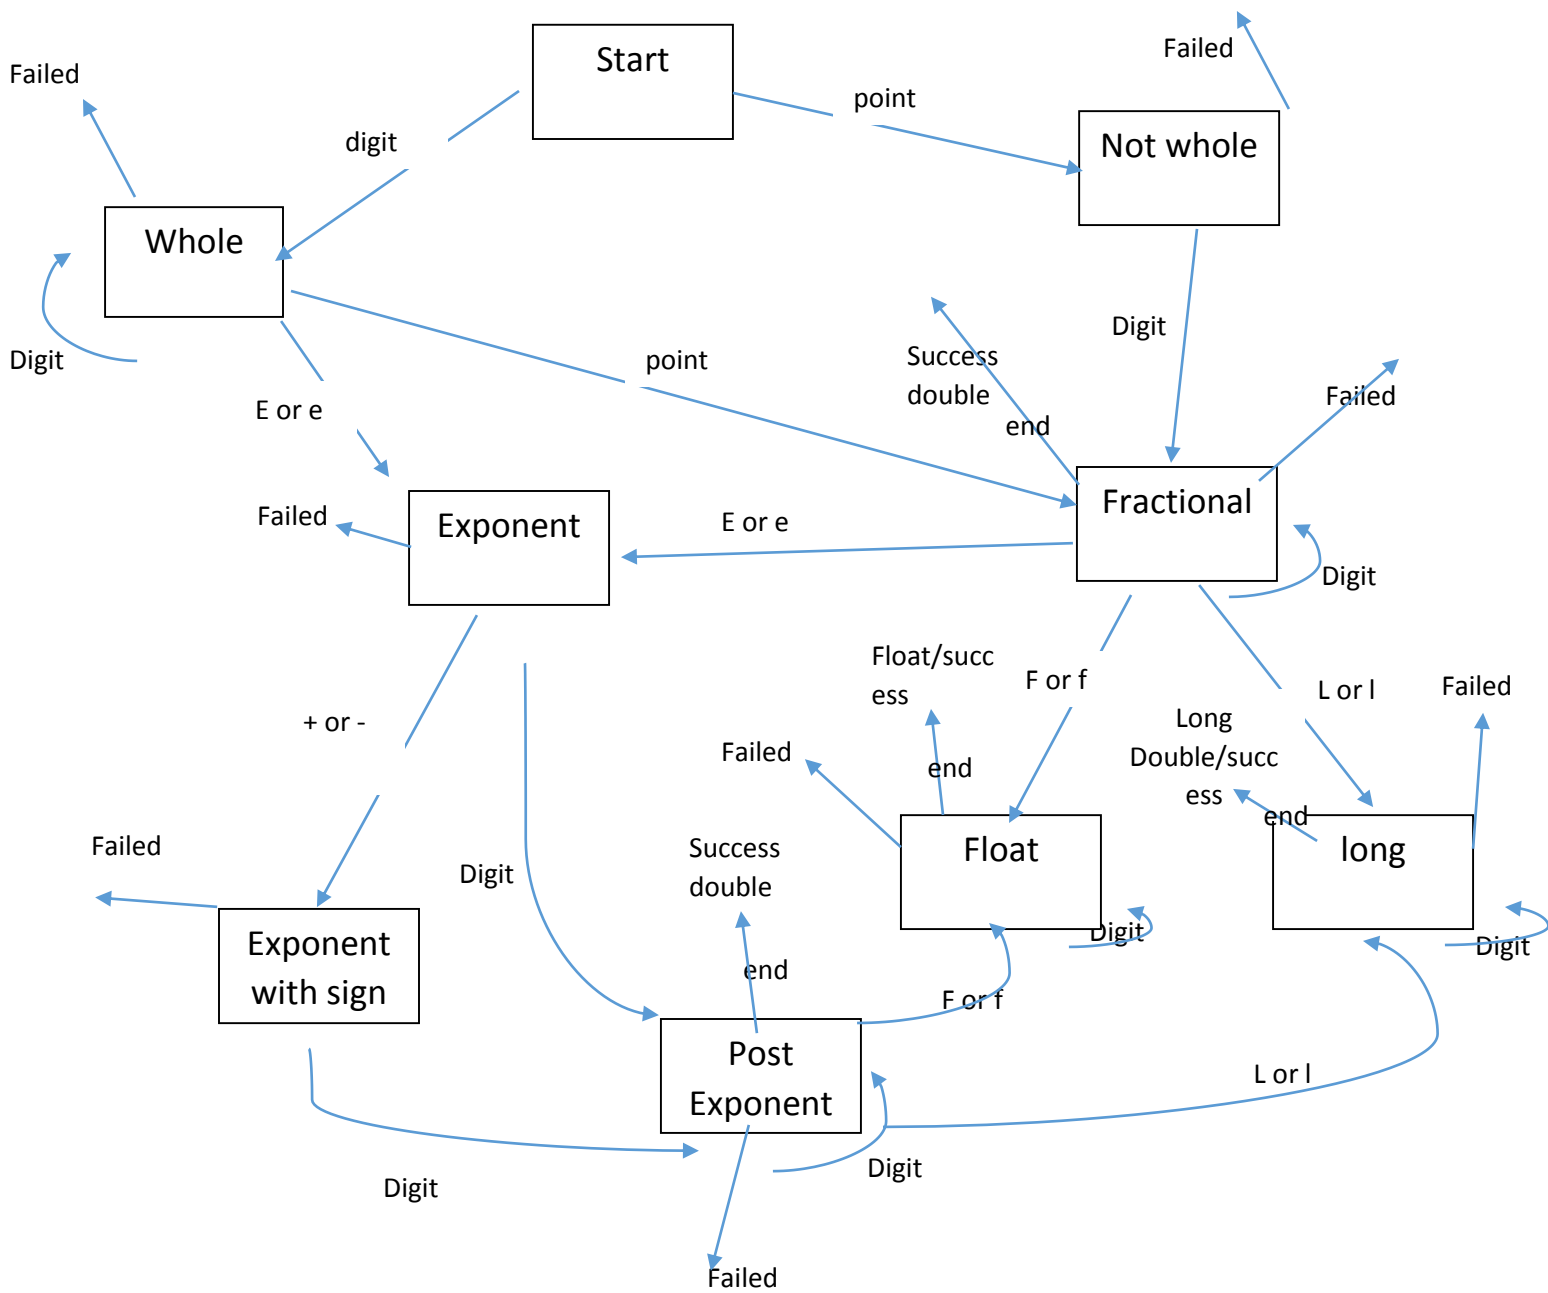 Start
Failed
Failed
point
digit
Not whole
Whole
Digit
Success
double
point
Digit
Failed
E or e
end
Fractional
Failed
Exponent
E or e
Digit
Float/succ
ess
F or f
L or l
Failed
+ or -
Long
Double/succ
ess
Failed
end
end
Failed
Success
double
Float
long
Digit
Exponent
with sign
end
Digit
Digit
F or f
Post
Exponent
L or l
Digit
Digit
Failed